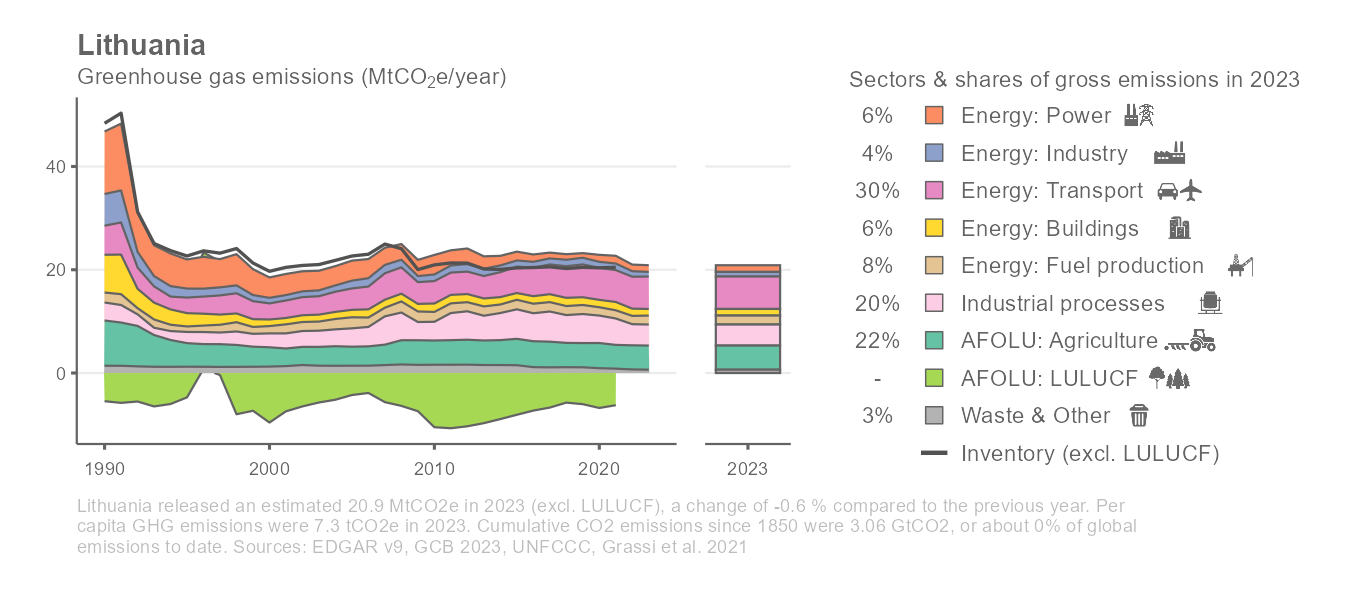 Lithuania
Greenhouse gas emissions (MtCO₂e/year)
Sectors & shares of gross emissions in 2023
6% Energy: Power
4% Energy: Industry
30% Energy: Transport
6% Energy: Buildings
8% Energy: Fuel production
20% Industrial processes
22% AFOLU: Agriculture
- AFOLU: LULUCF
3% Waste & Other
Inventory (excl. LULUCF)
40
20
0
1990 2000 2010 2020 2023
Lithuania released an estimated 20.9 MtCO2e in 2023 (excl. LULUCF), a change of -0.6 % compared to the previous year. Per
capita GHG emissions were 7.3 tCO2e in 2023. Cumulative CO2 emissions since 1850 were 3.06 GtCO2, or about 0% of global
emissions to date. Sources: EDGAR v9, GCB 2023, UNFCCC, Grassi et al. 2021